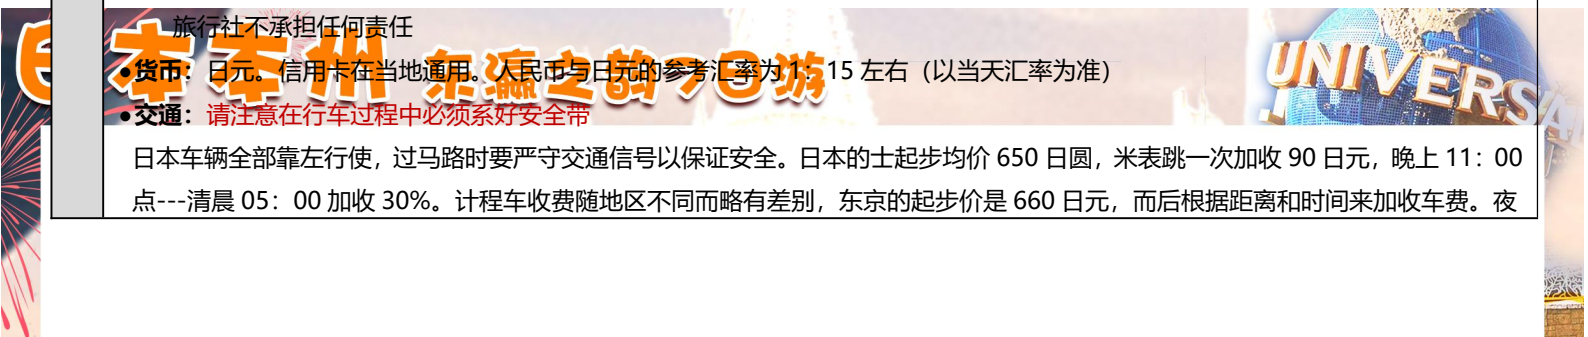 旅行社不承担任何责任
日本本州 东瀛之韵7日游
UNIVERSA
●货币：日元。信用卡在当地通用。人民币与日元的参考汇率为 1：15 左右（以当天汇率为准）
●交通：请注意在行车过程中必须系好安全带
日本车辆全部靠左行使，过马路时要严守交通信号以保证安全。日本的士起步均价 650 日圆，米表跳一次加收 90 日元，晚上 11：00
点---清晨 05：00 加收 30%。计程车收费随地区不同而略有差别，东京的起步价是 660 日元，而后根据距离和时间来加收车费。夜